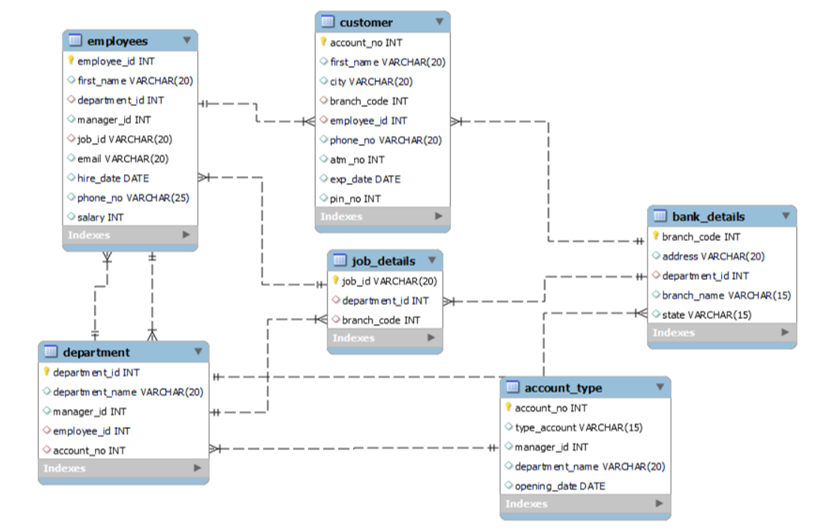 employees
employee_id INT
first_name VARCHAR(20)
department_id INT
manager_id INT
job_id VARCHAR(20)
email VARCHAR(20)
hire_date DATE
phone_no VARCHAR(25)
salary INT
Indexes
customer
account_no INT
first_name VARCHAR(20)
city VARCHAR(20)
branch_code INT
employee_id INT
phone_no VARCHAR(20)
atm_no INT
exp_date DATE
pin_no INT
Indexes
bank_details
branch_code INT
address VARCHAR(20)
department_id INT
branch_name VARCHAR(15)
state VARCHAR(15)
Indexes
job_details
job_id VARCHAR(20)
department_id INT
branch_code INT
Indexes
department
department_id INT
department_name VARCHAR(20)
manager_id INT
employee_id INT
account_no INT
Indexes
account_type
account_no INT
type_account VARCHAR(15)
manager_id INT
department_name VARCHAR(20)
opening_date DATE
Indexes